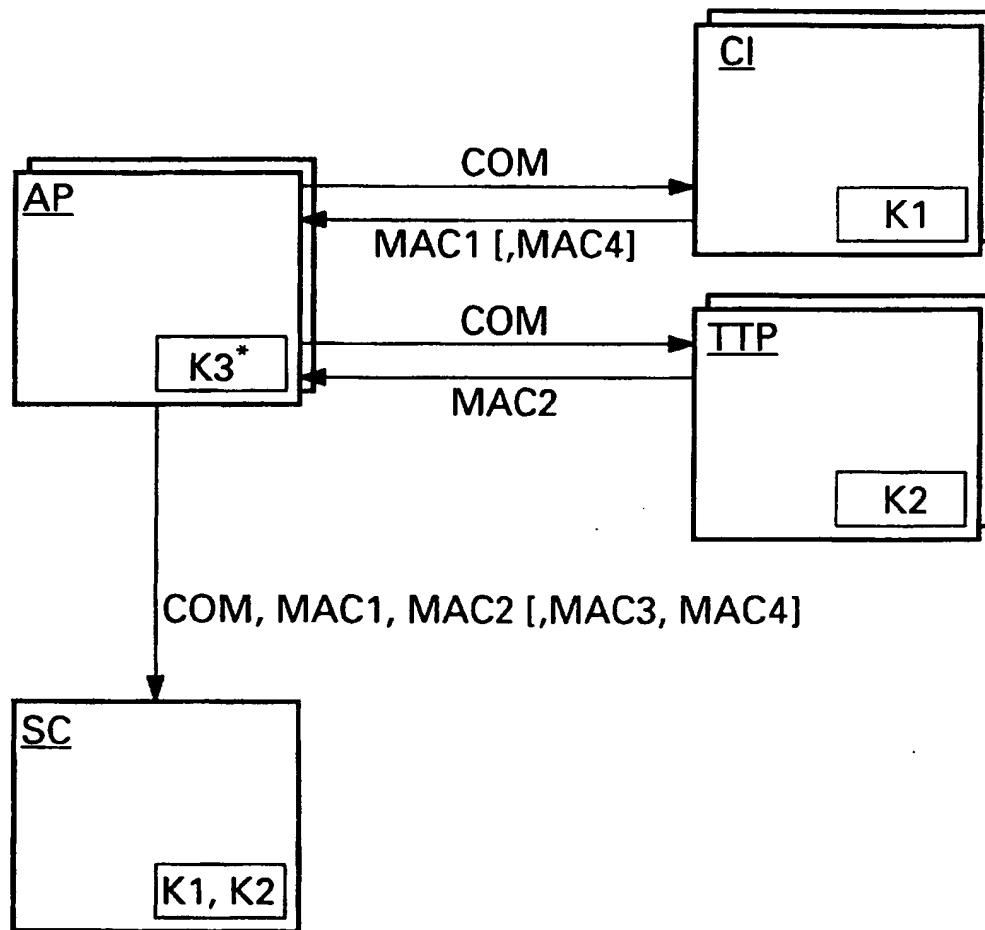 CI
COM
AP
K1
MAC1 [,MAC4]
COM
TTP
K3*
MAC2
K2
COM, MAC1, MAC2 [,MAC3, MAC4]
SC
K1, K2